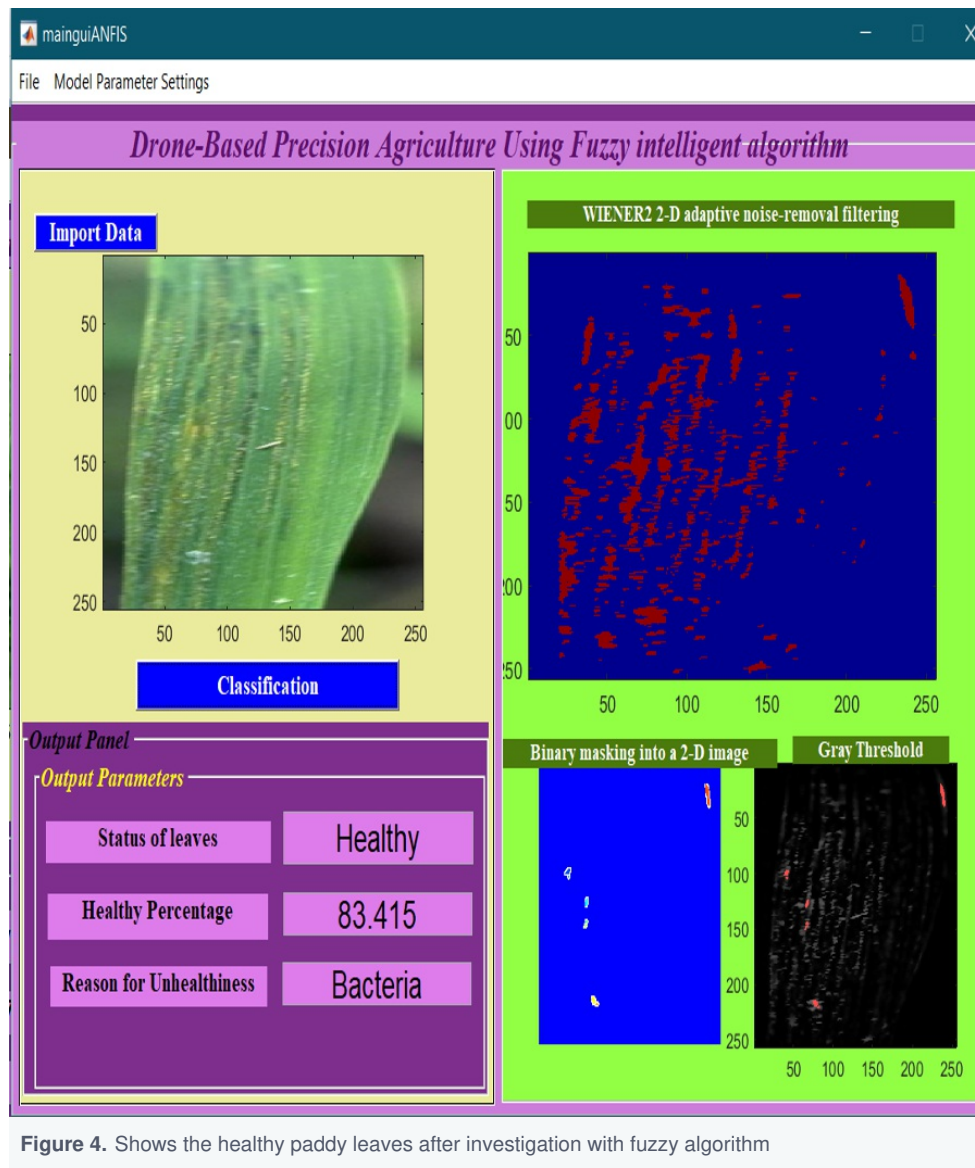 mainguiANFIS
File Model Parameter Settings
Drone-Based Precision Agriculture Using Fuzzy intelligent algorithm
Import Data
50
100
150
200
250
50 100 150 200 250
Classification
Output Panel
Output Parameters
Status of leaves Healthy
Healthy Percentage 83.415
Reason for Unhealthiness Bacteria
WIENER2 2-D adaptive noise-removal filtering
50
00
50
200
250
50 100 150 200 250
Binary masking into a 2-D image
Gray Threshold
50
100
150
200
250
50 100 150 200 250
Figure 4. Shows the healthy paddy leaves after investigation with fuzzy algorithm